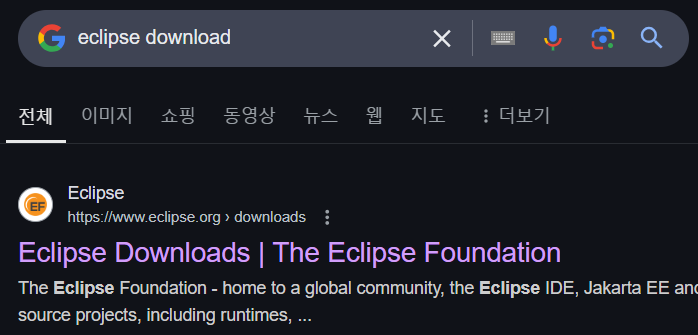 eclipse download
전체 이미지 쇼핑 동영상 뉴스 웹 지도 더보기
Eclipse
EF
https://www.eclipse.org › downloads
Eclipse Downloads | The Eclipse Foundation
The Eclipse Foundation - home to a global community, the Eclipse IDE, Jakarta EE and
source projects, including runtimes, ...